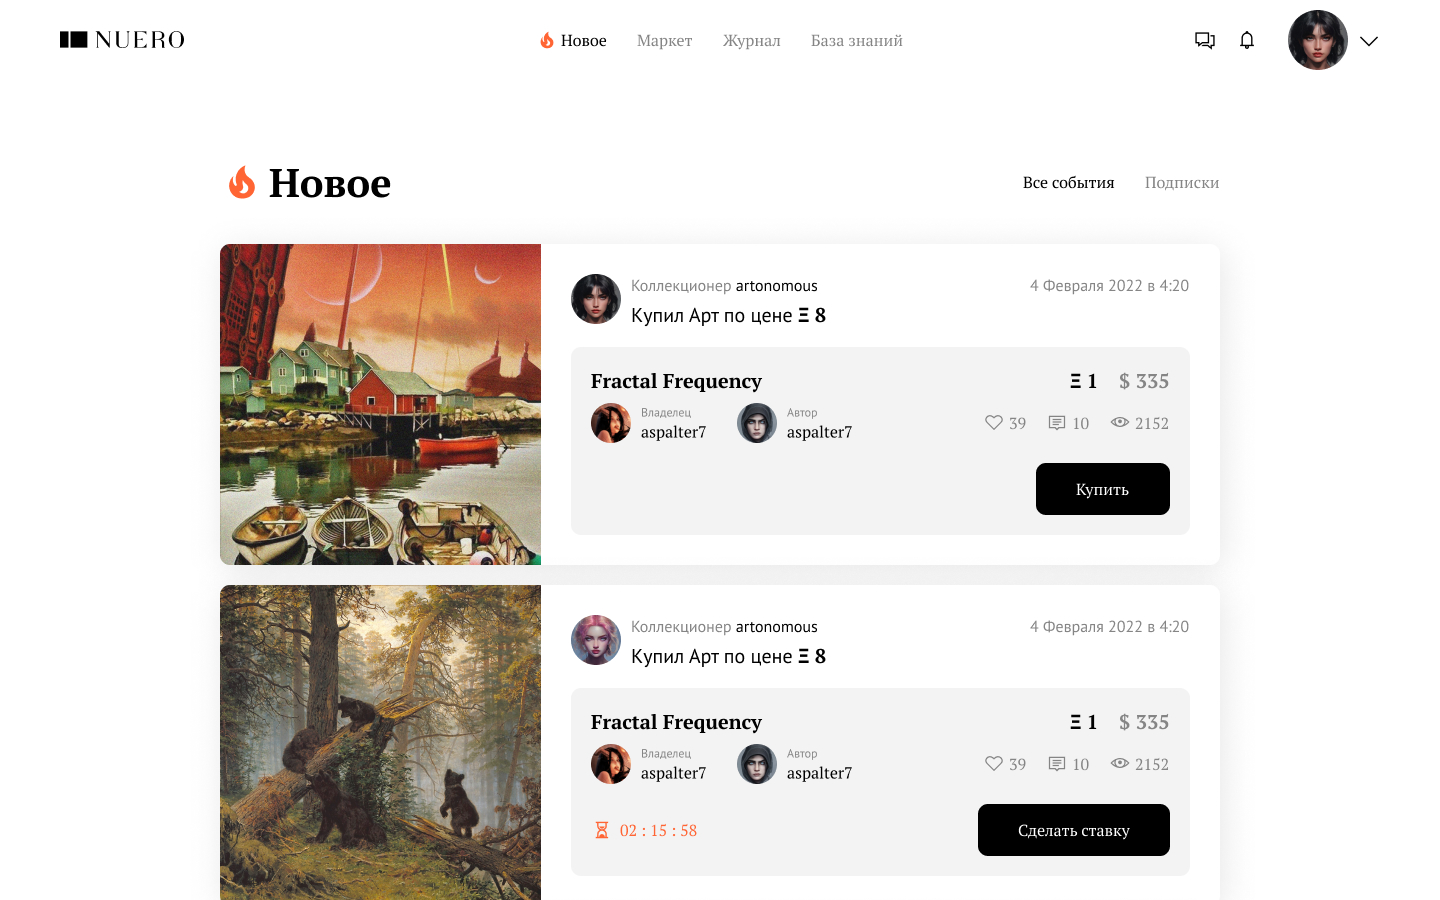 NUERO
Новое Маркет Журнал База знаний
Новое
Все события Подписки
Коллекционер artonomous
4 Февраля 2022 в 4:20
Купил Арт по цене Ξ 8
Fractal Frequency
Ξ 1 $ 335
Владелец
aspalter7
Автор
aspalter7
39 10 2152
Купить
Коллекционер artonomous
4 Февраля 2022 в 4:20
Купил Арт по цене Ξ 8
Fractal Frequency
Ξ 1 $ 335
Владелец
aspalter7
Автор
aspalter7
39 10 2152
02 : 15 : 58
Сделать ставку